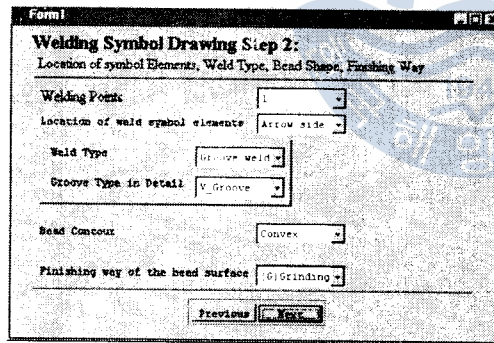 Form1
Welding Symbol Drawing Step 2:
Location of symbol Elements, Weld Type, Bead Shape, Finishing Way
Welding Points 1
Location of weld symbol elements Arrow side
Weld Type Groove weld
Groove Type in Detail V_Groove
Bead Contour Convex
Finishing way of the bead surface (G)Grinding
Previous Next